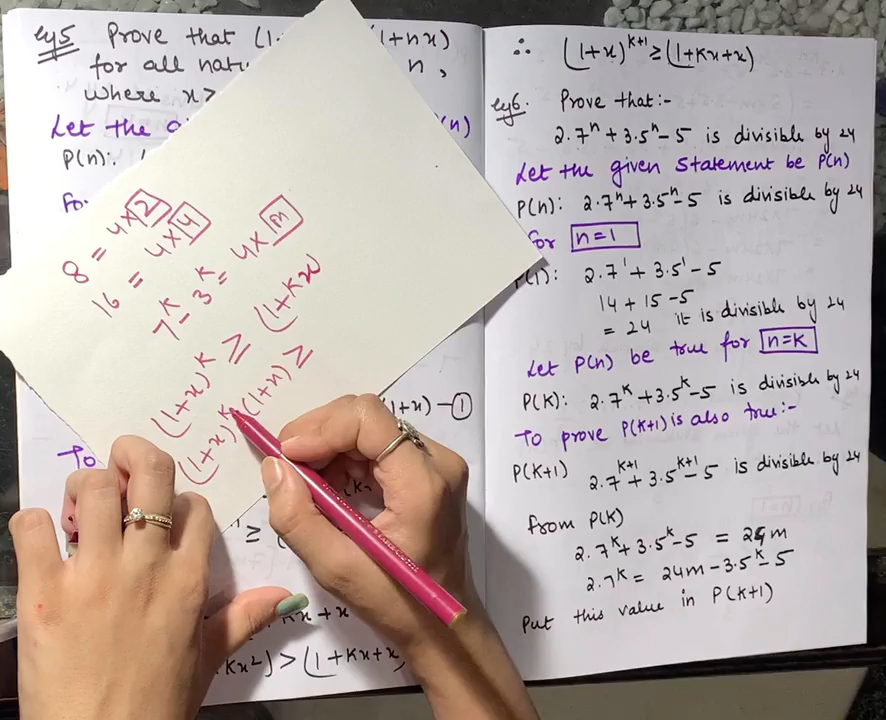 Eg5 Prove that (1 (1+nx)
for all natu n,
where x>
Let the g P(n)
P(n):
For
8 = 4×2
16 = 4×4
7^k - 3^k = 4×m
(1+x)^k ≥ (1+kx)
(1+x)^k (1+x) ≥
(1+x) - ①
To
≥ (
kx + x
kx²) > (1+kx+x
∴ (1+x)^k+1 ≥ (1+kx+x)
Eg6. Prove that:-
2.7^n + 3.5^n - 5 is divisible by 24
Let the given statement be P(n)
P(n): 2.7^n + 3.5^n - 5 is divisible by 24
for n=1
P(1): 2.7^1 + 3.5^1 - 5
14 + 15 - 5
= 24 it is divisible by 24
Let P(n) be true for n=k
P(k): 2.7^k + 3.5^k - 5 is divisible by 24
To prove P(k+1) is also true:-
P(k+1) 2.7^k+1 + 3.5^k+1 - 5 is divisible by 24
from P(k)
2.7^k + 3.5^k - 5 = 24m
2.7^k = 24m - 3.5^k - 5
Put this value in P(k+1)